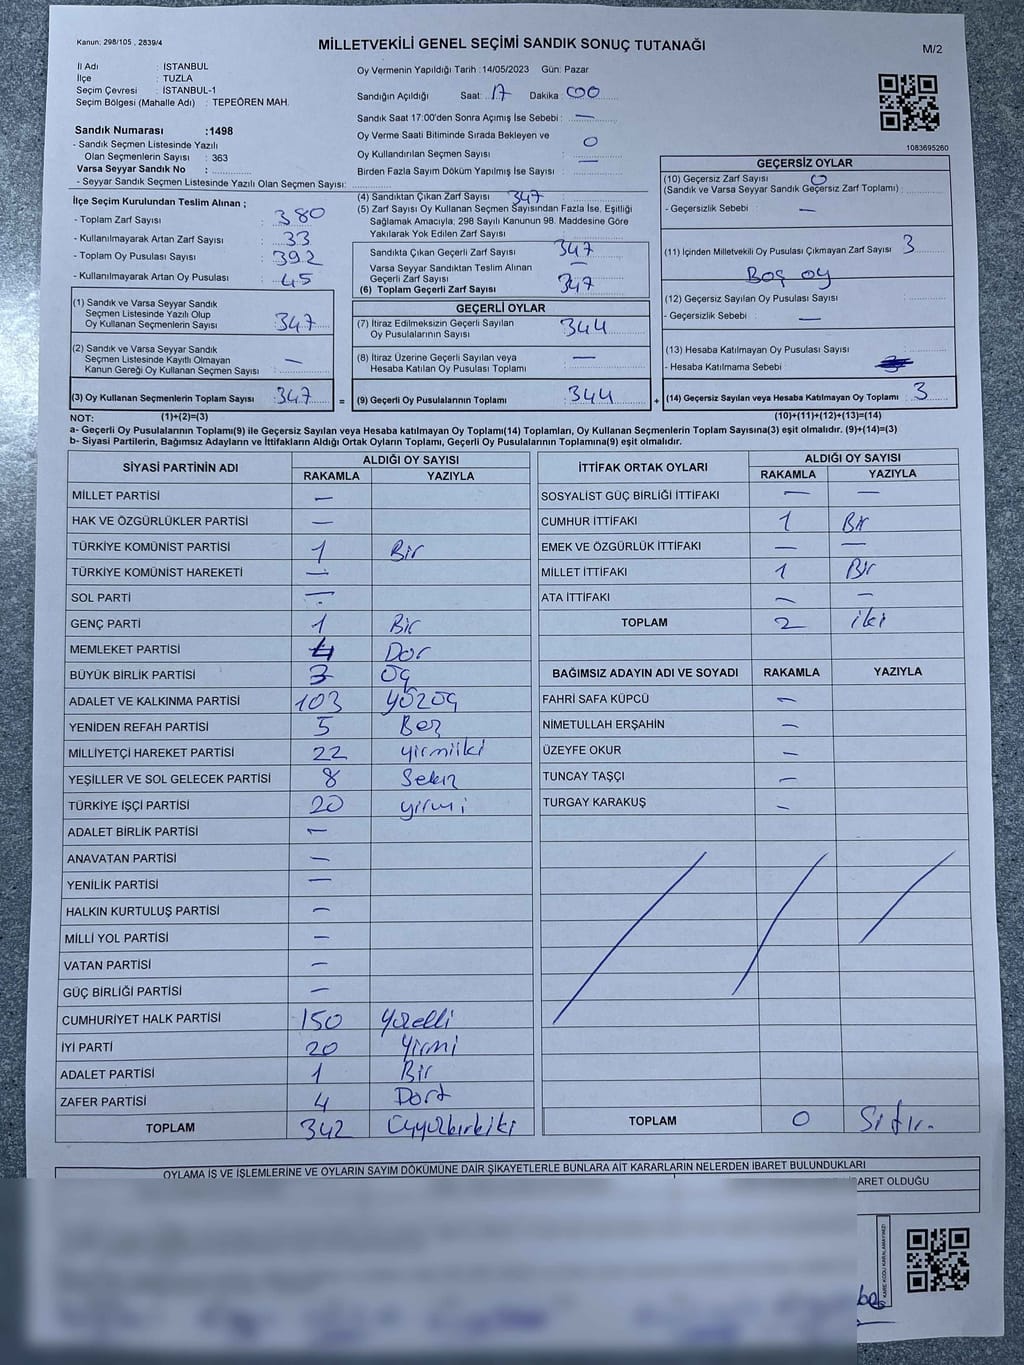 Kanun: 298/105 , 2839/4
MİLLETVEKİLİ GENEL SEÇİMİ SANDIK SONUÇ TUTANAĞI
M/2
İl Adı : İSTANBUL
İlçe : TUZLA
Seçim Çevresi : İSTANBUL-1
Seçim Bölgesi (Mahalle Adı) : TEPEÖREN MAH.
Sandık Numarası :1498
- Sandık Seçmen Listesinde Yazılı
Olan Seçmenlerin Sayısı : 363
Varsa Seyyar Sandık No :
- Seyyar Sandık Seçmen Listesinde Yazılı Olan Seçmen Sayısı:
Oy Vermenin Yapıldığı Tarih :14/05/2023 Gün: Pazar
Sandığın Açıldığı Saat: 17 Dakika 00
Sandık Saat 17:00'den Sonra Açımış İse Sebebi : —
Oy Verme Saati Bitiminde Sırada Bekleyen ve
Oy Kullandırılan Seçmen Sayısı : 0
Birden Fazla Sayım Döküm Yapılmış İse Sayısı : —
1083695260
İlçe Seçim Kurulundan Teslim Alınan ;
- Toplam Zarf Sayısı : 380
- Kullanılmayarak Artan Zarf Sayısı : 33
- Toplam Oy Pusulası Sayısı : 392
- Kullanılmayarak Artan Oy Pusulası : 45
(1) Sandık ve Varsa Seyyar Sandık
Seçmen Listesinde Yazılı Olup
Oy Kullanan Seçmenlerin Sayısı : 347
(2) Sandık ve Varsa Seyyar Sandık
Seçmen Listesinde Kayıtlı Olmayan
Kanun Gereği Oy Kullanan Seçmen Sayısı : —
(3) Oy Kullanan Seçmenlerin Toplam Sayısı : 347 =
(4) Sandıktan Çıkan Zarf Sayısı : 347
(5) Zarf Sayısı Oy Kullanan Seçmen Sayısından Fazla İse, Eşitliği
Sağlamak Amacıyla; 298 Sayılı Kanunun 98. Maddesine Göre
Yakılarak Yok Edilen Zarf Sayısı :
Sandıkta Çıkan Geçerli Zarf Sayısı : 347
Varsa Seyyar Sandıktan Teslim Alınan
Geçerli Zarf Sayısı : —
(6) Toplam Geçerli Zarf Sayısı : 347
GEÇERLİ OYLAR
(7) İtiraz Edilmeksizin Geçerli Sayılan
Oy Pusulalarının Sayısı : 344
(8) İtiraz Üzerine Geçerli Sayılan veya
Hesaba Katılan Oy Pusulası Toplamı : —
(9) Geçerli Oy Pusulalarının Toplamı : 344 +
GEÇERSİZ OYLAR
(10) Geçersiz Zarf Sayısı : 0
(Sandık ve Varsa Seyyar Sandık Geçersiz Zarf Toplamı)
- Geçersizlik Sebebi : —
(11) İçinden Milletvekili Oy Pusulası Çıkmayan Zarf Sayısı : 3
Boş oy
(12) Geçersiz Sayılan Oy Pusulası Sayısı :
- Geçersizlik Sebebi : —
(13) Hesaba Katılmayan Oy Pusulası Sayısı :
- Hesaba Katılmama Sebebi :
(14) Geçersiz Sayılan veya Hesaba Katılmayan Oy Toplamı : 3
NOT: (1)+(2)=(3) (10)+(11)+(12)+(13)=(14)
a- Geçerli Oy Pusulasının Toplamı(9) ile Geçersiz Sayılan veya Hesaba katılmayan Oy Toplamı(14) Toplamları, Oy Kullanan Seçmenlerin Toplam Sayısına(3) eşit olmalıdır. (9)+(14)=(3)
b- Siyasi Partilerin, Bağımsız Adayların ve İttifakların Aldığı Ortak Oyların Toplamı, Geçerli Oy Pusulalarının Toplamına(9) eşit olmalıdır.
SİYASİ PARTİNİN ADI ALDIĞI OY SAYISI
RAKAMLA YAZIYLA
MİLLET PARTİSİ —
HAK VE ÖZGÜRLÜKLER PARTİSİ —
TÜRKİYE KOMÜNİST PARTİSİ 1 Bir
TÜRKİYE KOMÜNİST HAREKETİ —
SOL PARTİ —
GENÇ PARTİ 1 Bir
MEMLEKET PARTİSİ 4 Dör
BÜYÜK BİRLİK PARTİSİ 3 Üç
ADALET VE KALKINMA PARTİSİ 103 yüzüç
YENİDEN REFAH PARTİSİ 5 Beş
MİLLİYETÇİ HAREKET PARTİSİ 22 yirmiiki
YEŞİLLER VE SOL GELECEK PARTİSİ 8 Sekiz
TÜRKİYE İŞÇİ PARTİSİ 20 yirmi
ADALET BİRLİK PARTİSİ —
ANAVATAN PARTİSİ —
YENİLİK PARTİSİ —
HALKIN KURTULUŞ PARTİSİ —
MİLLİ YOL PARTİSİ —
VATAN PARTİSİ —
GÜÇ BİRLİĞİ PARTİSİ —
CUMHURİYET HALK PARTİSİ 150 Yüzelli
İYİ PARTİ 20 Yirmi
ADALET PARTİSİ 1 Bir
ZAFER PARTİSİ 4 Dört
TOPLAM 342 Üçyüzkırkiki
İTTİFAK ORTAK OYLARI ALDIĞI OY SAYISI
RAKAMLA YAZIYLA
SOSYALİST GÜÇ BİRLİĞİ İTTİFAKI — —
CUMHUR İTTİFAKI 1 Bir
EMEK VE ÖZGÜRLÜK İTTİFAKI — —
MİLLET İTTİFAKI 1 Bir
ATA İTTİFAKI — —
TOPLAM 2 iki
BAĞIMSIZ ADAYIN ADI VE SOYADI RAKAMLA YAZIYLA
FAHRİ SAFA KÜPCÜ —
NİMETULLAH ERŞAHİN —
ÜZEYFE OKUR —
TUNCAY TAŞÇI —
TURGAY KARAKUŞ —
TOPLAM 0 Sıfır.
OYLAMA İŞ VE İŞLEMLERİNE VE OYLARIN SAYIM DÖKÜMÜNE DAİR ŞİKAYETLERLE BUNLARA AİT KARARLARIN NELERDEN İBARET BULUNDUKLARI
İBARET OLDUĞU
KARE KODU KARALAMAYINIZ!